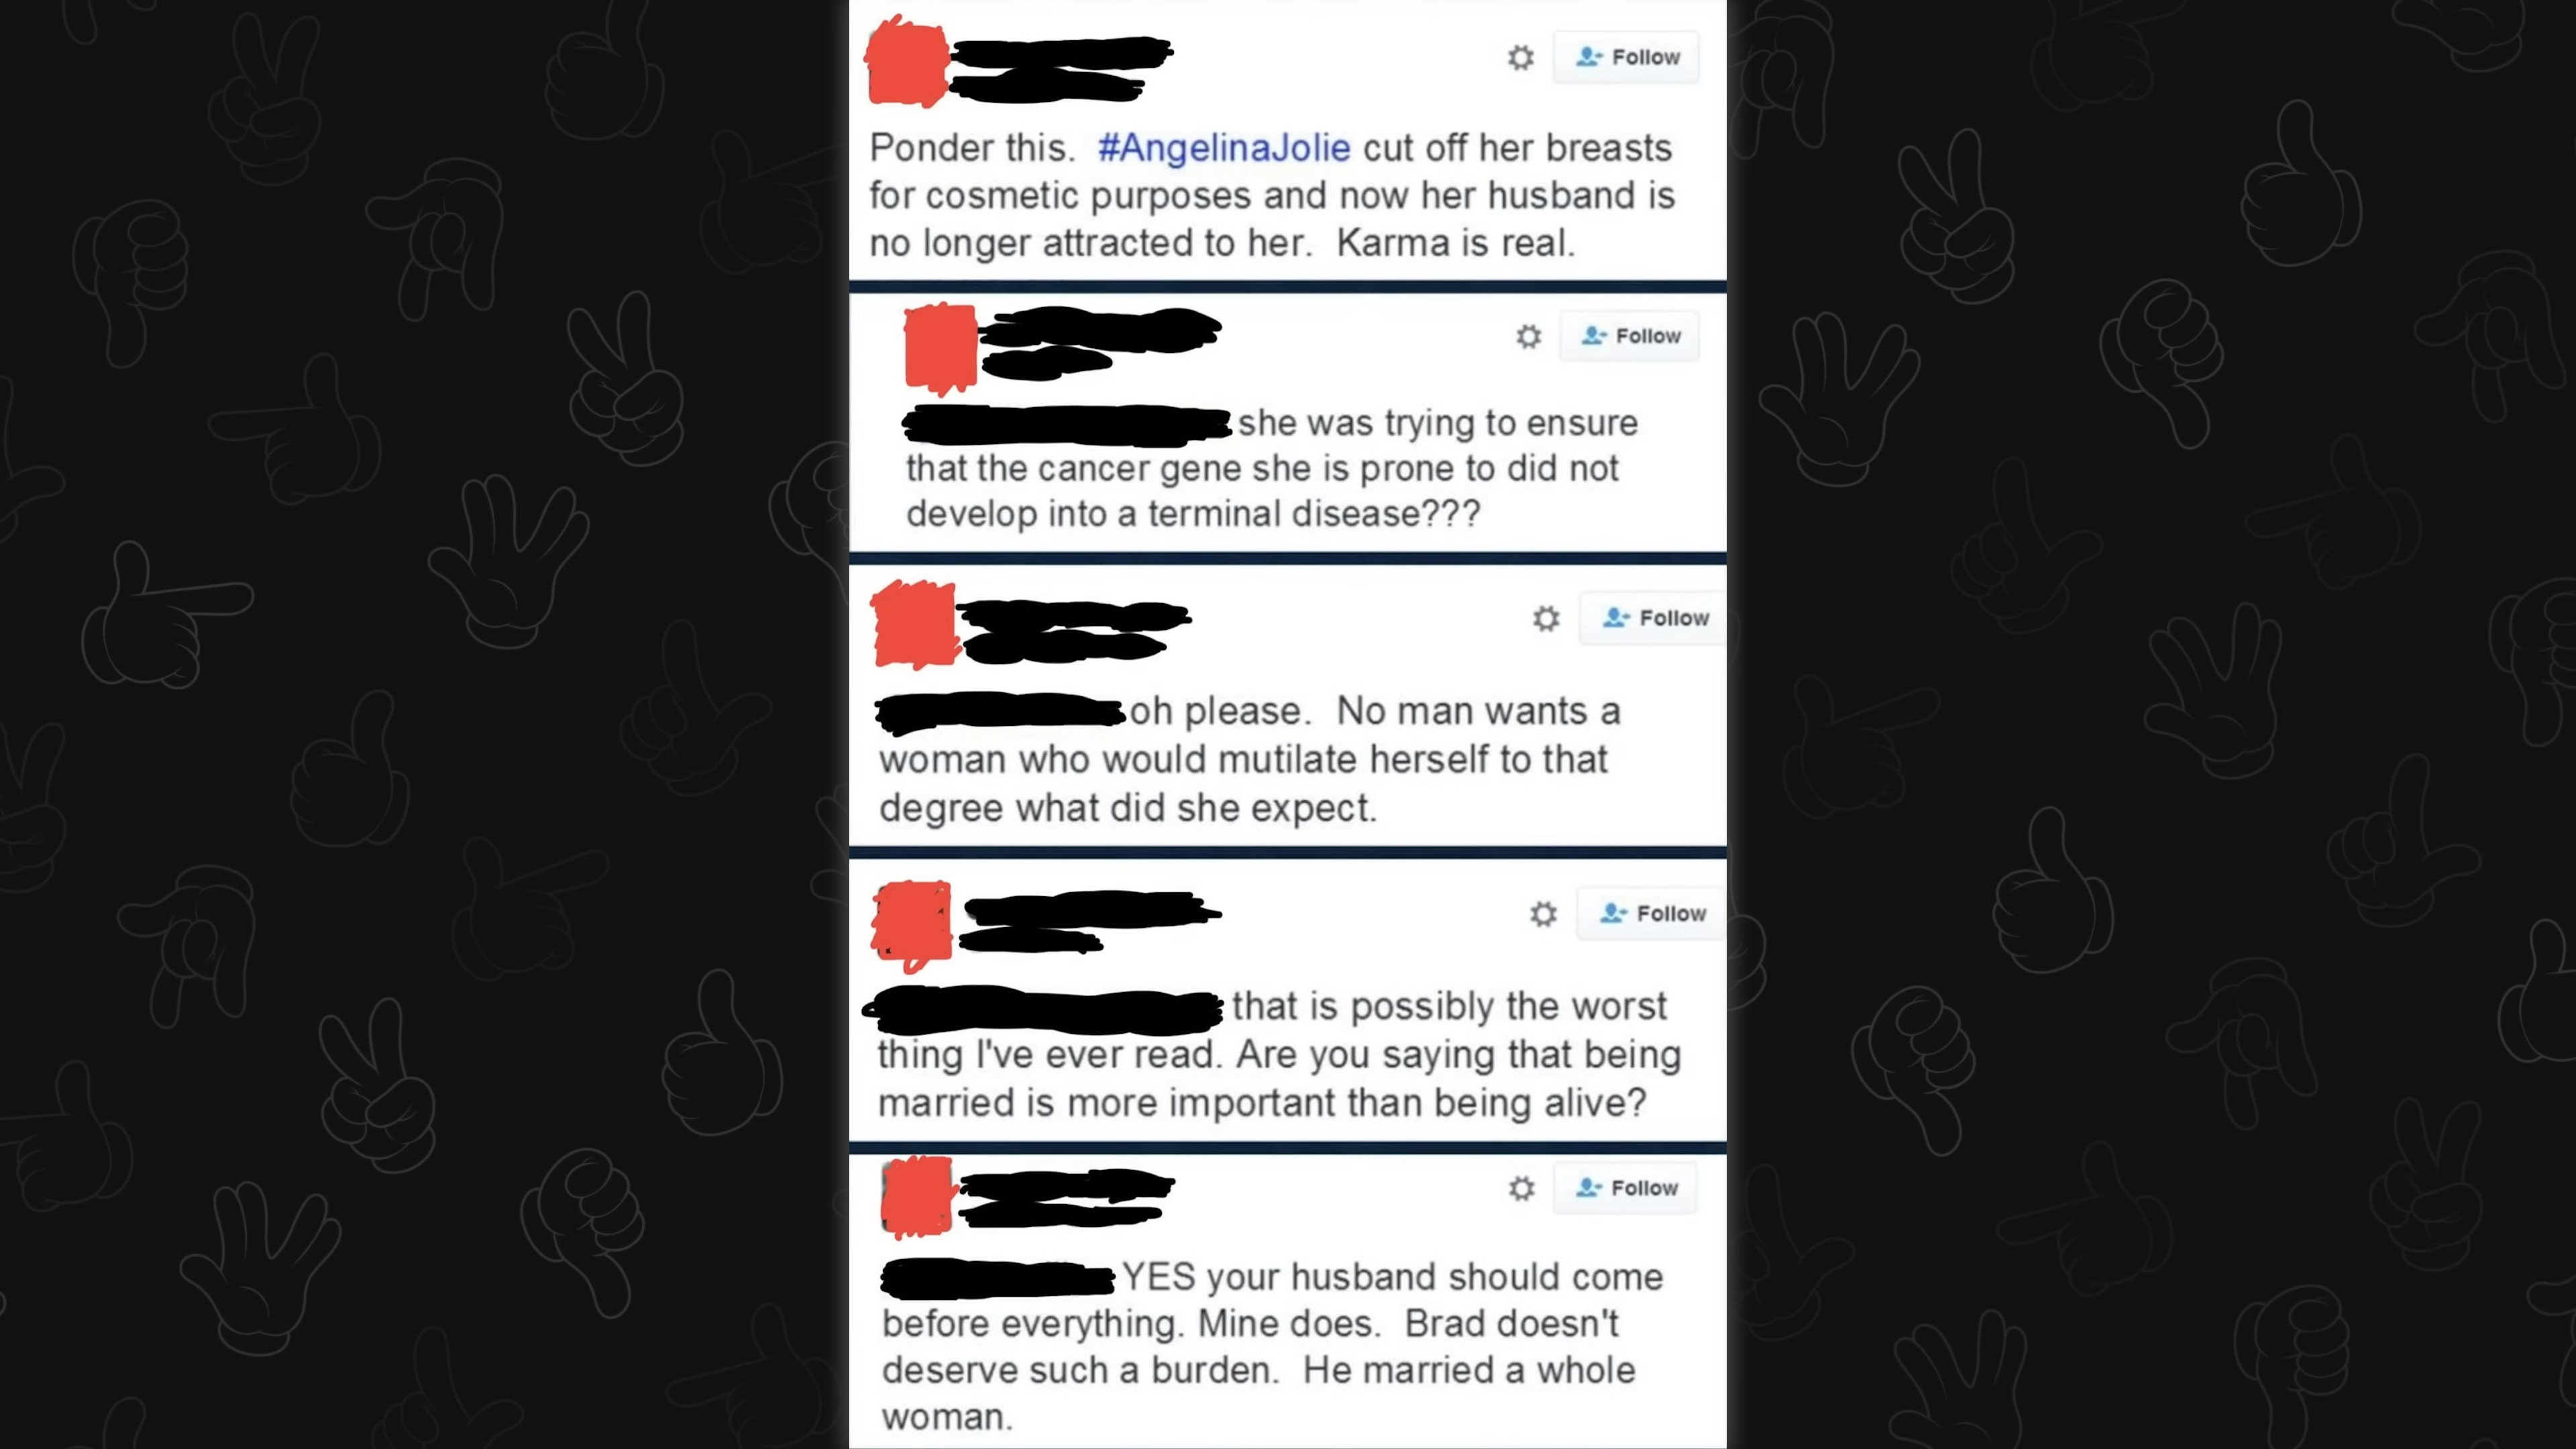 Follow
Ponder this. #AngelinaJolie cut off her breasts
for cosmetic purposes and now her husband is
no longer attracted to her. Karma is real.
Follow
she was trying to ensure
that the cancer gene she is prone to did not
develop into a terminal disease???
Follow
oh please. No man wants a
woman who would mutilate herself to that
degree what did she expect.
Follow
that is possibly the worst
thing I've ever read. Are you saying that being
married is more important than being alive?
Follow
YES your husband should come
before everything. Mine does. Brad doesn't
deserve such a burden. He married a whole
woman.